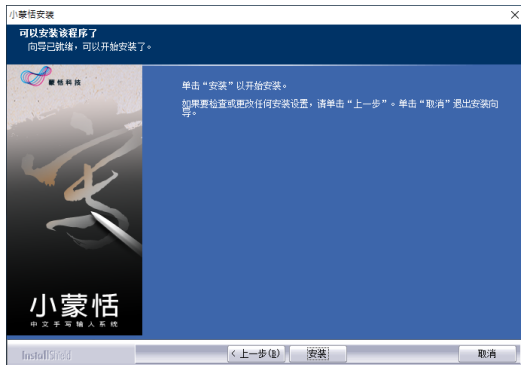 小蒙恬安装
可以安装该程序了
向导已就绪，可以开始安装了。
蒙恬科技
单击“安装”以开始安装。
如果要检查或更改任何安装设置，请单击“上一步”。单击“取消”退出安装向
导。
小蒙恬
中文手写输入系统
InstallShield
< 上一步(B)
安装
取消